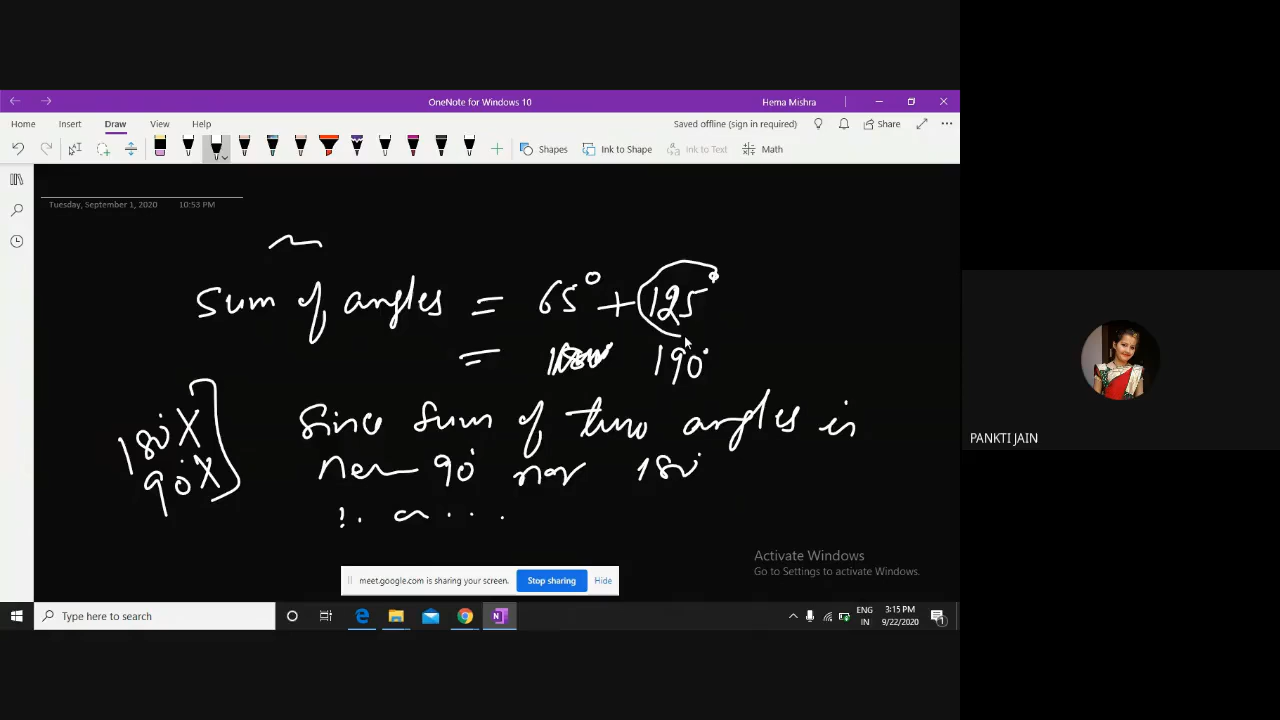 OneNote for Windows 10
Hema Mishra
Home Insert Draw View Help
Saved offline (sign in required)
Share
Shapes Ink to Shape Ink to Text Math
Tuesday, September 1, 2020 10:53 PM
Sum of angles = 65° + 125°
= 190°
180° X
90° X
Since Sum of two angles is
90° nor 180°
PANKTI JAIN
Activate Windows
Go to Settings to activate Windows.
meet.google.com is sharing your screen.
Stop sharing
Hide
Type here to search
ENG
IN
3:15 PM
9/22/2020